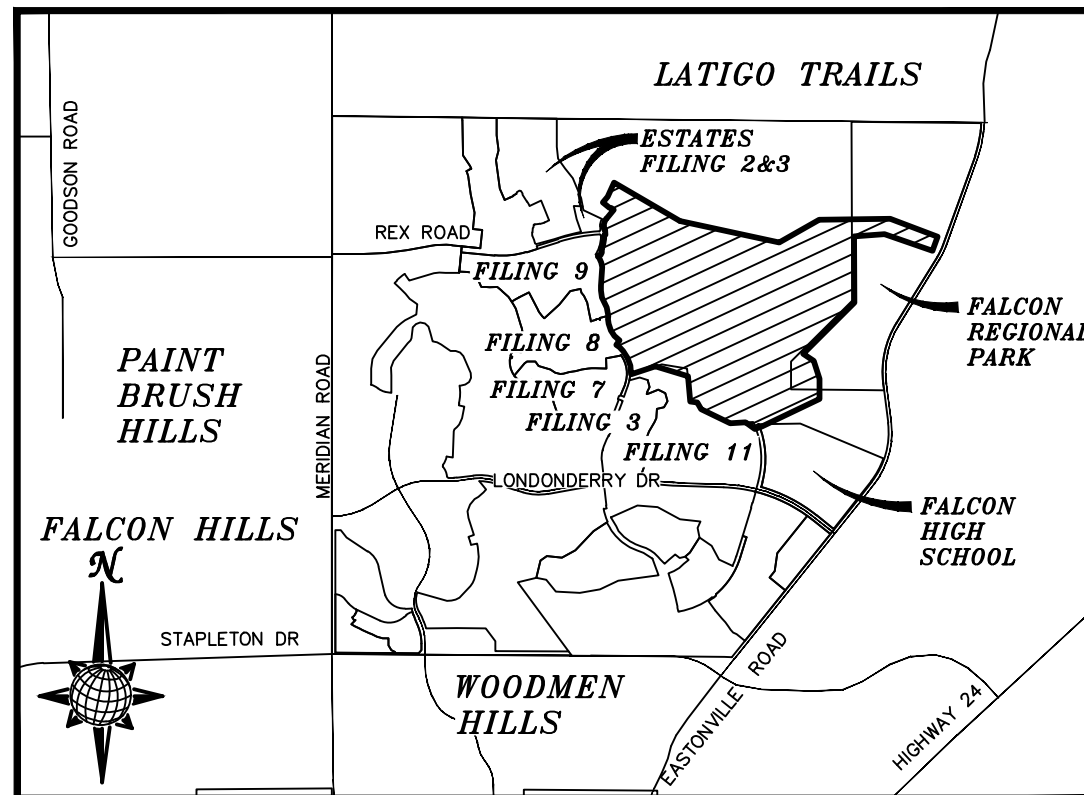 LATIGO TRAILS
ESTATES
FILING 2&3
GOODSON ROAD
REX ROAD
FILING 9
FALCON
REGIONAL
PARK
FILING 8
PAINT
BRUSH
HILLS
FILING 7
FILING 3
FILING 11
MERIDIAN ROAD
LONDONDERRY DR
FALCON HILLS
FALCON
HIGH
SCHOOL
N
STAPLETON DR
WOODMEN
HILLS
EASTONVILLE ROAD
HIGHWAY 24